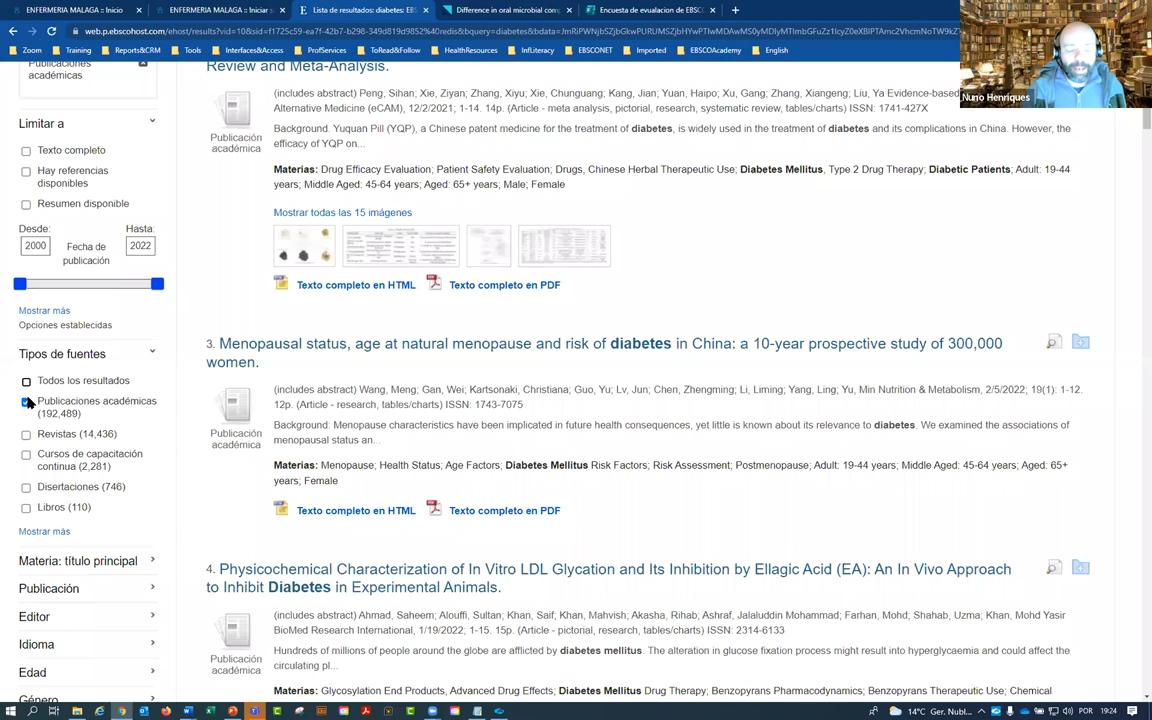 ENFERMERIA MALAGA :: Inicio
ENFERMERIA MALAGA :: Iniciar s
Lista de resultados: diabetes: EBS
Difference in oral microbial com
Encuesta de evualacion de EBSC
Zoom
Training
Reports&CRM
Tools
Interfaces&Access
ProfServices
ToRead&Follow
HealthResources
InfLiteracy
EBSCONET
Imported
EBSCOAcademy
English
Nuno Henriques
Publicaciones
académicas
Limitar a
Texto completo
Hay referencias
disponibles
Resumen disponible
Desde:
Hasta:
2000
Fecha de
publicación
2022
Mostrar más
Opciones establecidas
Tipos de fuentes
Todos los resultados
Publicaciones académicas
(192,489)
Revistas (14,436)
Cursos de capacitación
continua (2,281)
Disertaciones (746)
Libros (110)
Mostrar más
Materia: título principal
Publicación
Editor
Idioma
Edad
Género
Review and Meta-Analysis.
Publicación
académica
(includes abstract) Peng, Sihan; Xie, Ziyan; Zhang, Xiyu; Xie, Chunguang; Kang, Jian; Yuan, Haipo; Xu, Gang; Zhang, Xiangeng; Liu, Ya Evidence-based
Alternative Medicine (eCAM), 12/2/2021; 1-14. 14p. (Article - meta analysis, pictorial, research, systematic review, tables/charts) ISSN: 1741-427X
Background. Yuquan Pill (YQP), a Chinese patent medicine for the treatment of diabetes, is widely used in the treatment of diabetes and its complications in China. However, the
efficacy of YQP on...
Materias: Drug Efficacy Evaluation; Patient Safety Evaluation; Drugs, Chinese Herbal Therapeutic Use; Diabetes Mellitus, Type 2 Drug Therapy; Diabetic Patients; Adult: 19-44
years; Middle Aged: 45-64 years; Aged: 65+ years; Male; Female
Mostrar todas las 15 imágenes
Texto completo en HTML
Texto completo en PDF
3. Menopausal status, age at natural menopause and risk of diabetes in China: a 10-year prospective study of 300,000
women.
Publicación
académica
(includes abstract) Wang, Meng; Gan, Wei; Kartsonaki, Christiana; Guo, Yu; Lv, Jun; Chen, Zhengming; Li, Liming; Yang, Ling; Yu, Min Nutrition & Metabolism, 2/5/2022; 19(1): 1-12.
12p. (Article - research, tables/charts) ISSN: 1743-7075
Background: Menopause characteristics have been implicated in future health consequences, yet little is known about its relevance to diabetes. We examined the associations of
menopausal status an...
Materias: Menopause; Health Status; Age Factors; Diabetes Mellitus Risk Factors; Risk Assessment; Postmenopause; Adult: 19-44 years; Middle Aged: 45-64 years; Aged: 65+
years; Female
Texto completo en HTML
Texto completo en PDF
4. Physicochemical Characterization of In Vitro LDL Glycation and Its Inhibition by Ellagic Acid (EA): An In Vivo Approach
to Inhibit Diabetes in Experimental Animals.
Publicación
académica
(includes abstract) Ahmad, Saheem; Alouffi, Sultan; Khan, Saif; Khan, Mahvish; Akasha, Rihab; Ashraf, Jalaluddin Mohammad; Farhan, Mohd; Shahab, Uzma; Khan, Mohd Yasir
BioMed Research International, 1/19/2022; 1-15. 15p. (Article - pictorial, research, tables/charts) ISSN: 2314-6133
Hundreds of millions of people around the globe are afflicted by diabetes mellitus. The alteration in glucose fixation process might result into hyperglycaemia and could affect the
circulating pl...
Materias: Glycosylation End Products, Advanced Drug Effects; Diabetes Mellitus Drug Therapy; Benzopyrans Pharmacodynamics; Benzopyrans Therapeutic Use; Chemical
14°C Ger. Nubl...
POR
19:24